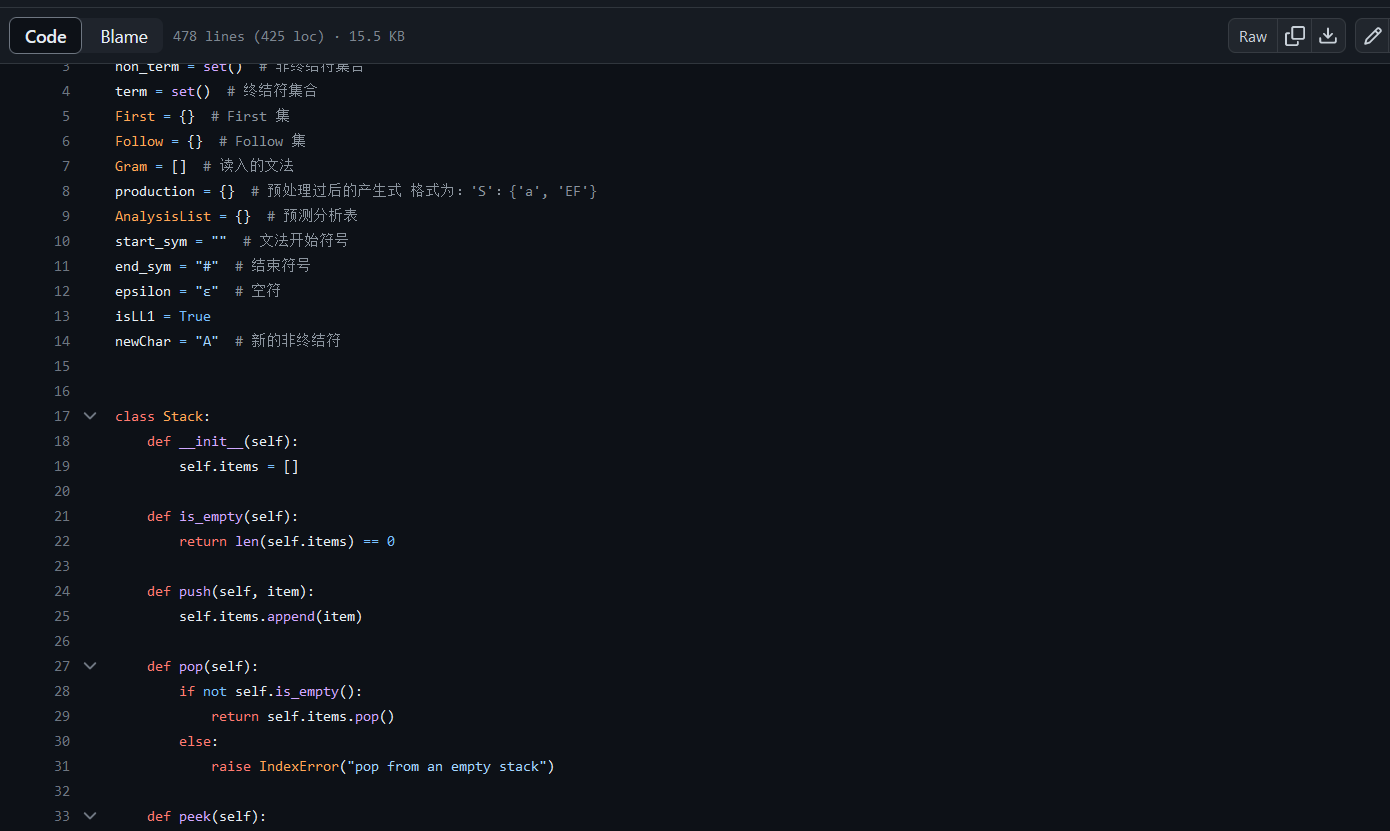 Code Blame 478 lines (425 loc) · 15.5 KB Raw
3 non_term = set()  # 非终结符集合
4 term = set()  # 终结符集合
5 First = {}  # First 集
6 Follow = {}  # Follow 集
7 Gram = []  # 读入的文法
8 production = {}  # 预处理过后的产生式 格式为：'S'：{'a', 'EF'}
9 AnalysisList = {}  # 预测分析表
10 start_sym = ""  # 文法开始符号
11 end_sym = "#"  # 结束符号
12 epsilon = "ε"  # 空符
13 isLL1 = True
14 newChar = "A"  # 新的非终结符
15
16
17 class Stack:
18     def __init__(self):
19         self.items = []
20
21     def is_empty(self):
22         return len(self.items) == 0
23
24     def push(self, item):
25         self.items.append(item)
26
27     def pop(self):
28         if not self.is_empty():
29             return self.items.pop()
30         else:
31             raise IndexError("pop from an empty stack")
32
33     def peek(self):